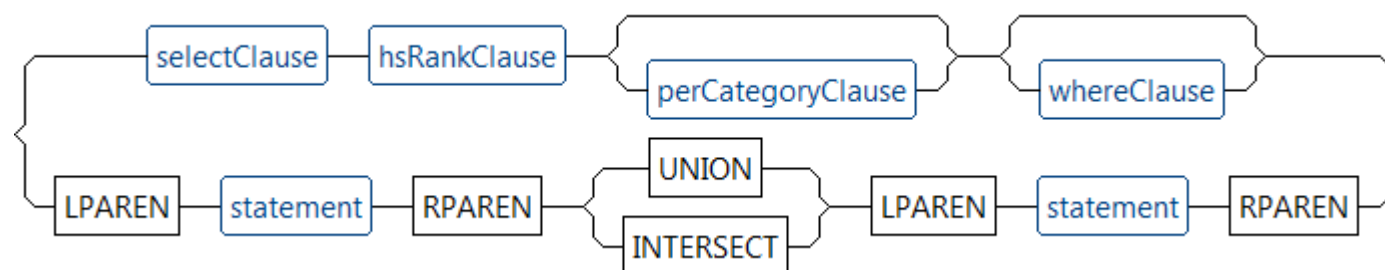 selectClause hsRankClause
perCategoryClause whereClause
UNION
LPAREN statement RPAREN LPAREN statement RPAREN
INTERSECT